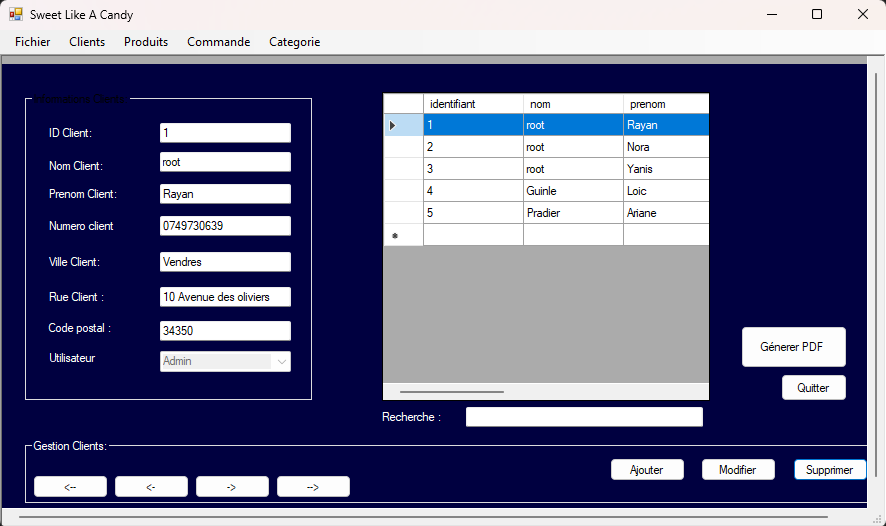 Sweet Like A Candy
Fichier Clients Produits Commande Categorie
ID Client: 1
Nom Client: root
Prenom Client: Rayan
Numero client 0749730639
Ville Client: Vendres
Rue Client : 10 Avenue des oliviers
Code postal : 34350
Utilisateur Admin
identifiant nom prenom
1 root Rayan
2 root Nora
3 root Yanis
4 Guinle Loic
5 Pradier Ariane
Génerer PDF
Quitter
Recherche :
Gestion Clients:
<-- <- -> -->
Ajouter Modifier Supprimer